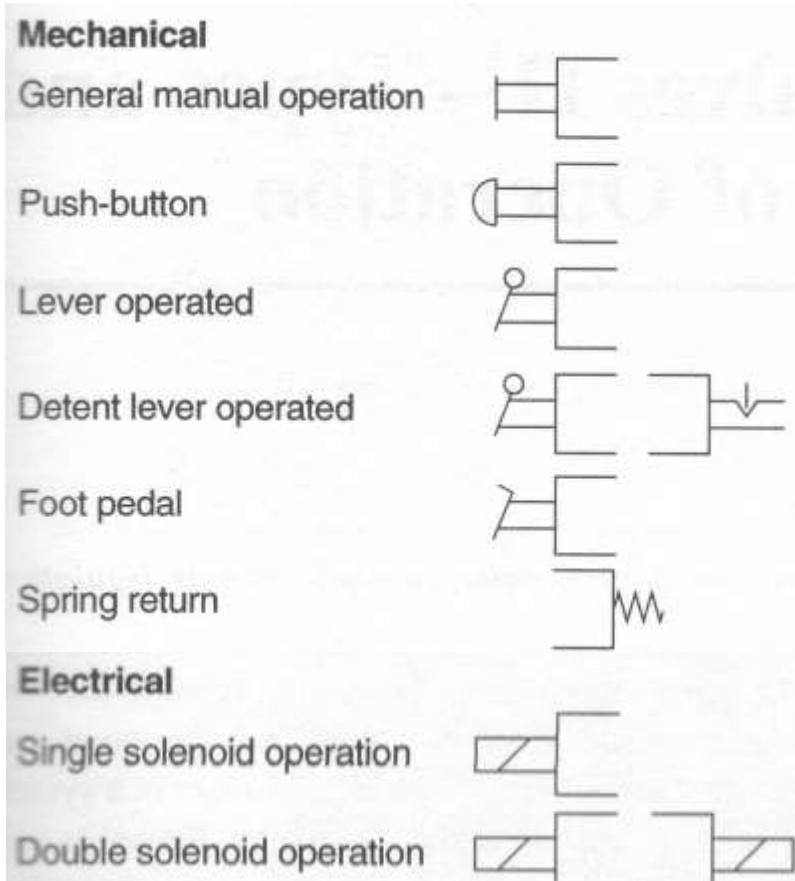 Mechanical
General manual operation
Push-button
Lever operated
Detent lever operated
Foot pedal
Spring return
Electrical
Single solenoid operation
Double solenoid operation